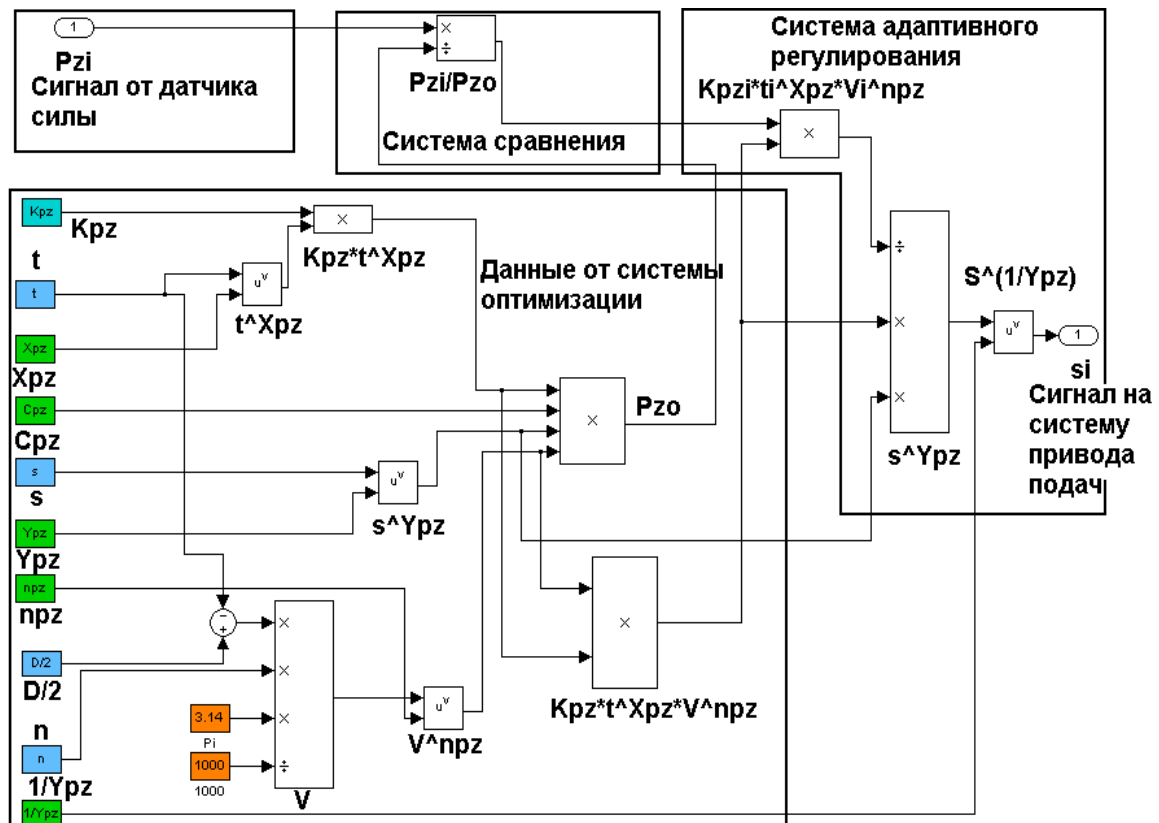 1
Pzi
Сигнал от датчика
силы
×
÷
Pzi/Pzo
Система сравнения
Система адаптивного
регулирования
Kpzi*ti^Xpz*Vi^npz
×
÷
×
×
s^Ypz
S^(1/Ypz)
u^v
1
si
Сигнал на
систему
привода
подач
Kpz
Kpz
×
Kpz*t^Xpz
t
t
u^v
t^Xpz
Данные от системы
оптимизации
Xpz
Xpz
Cpz
Cpz
×
Pzo
s
s
u^v
s^Ypz
Ypz
Ypz
npz
npz
−
+
D/2
D/2
×
×
×
÷
V
n
n
3.14
Pi
1000
1000
u^v
V^npz
×
Kpz*t^Xpz*V^npz
1/Ypz
1/Ypz